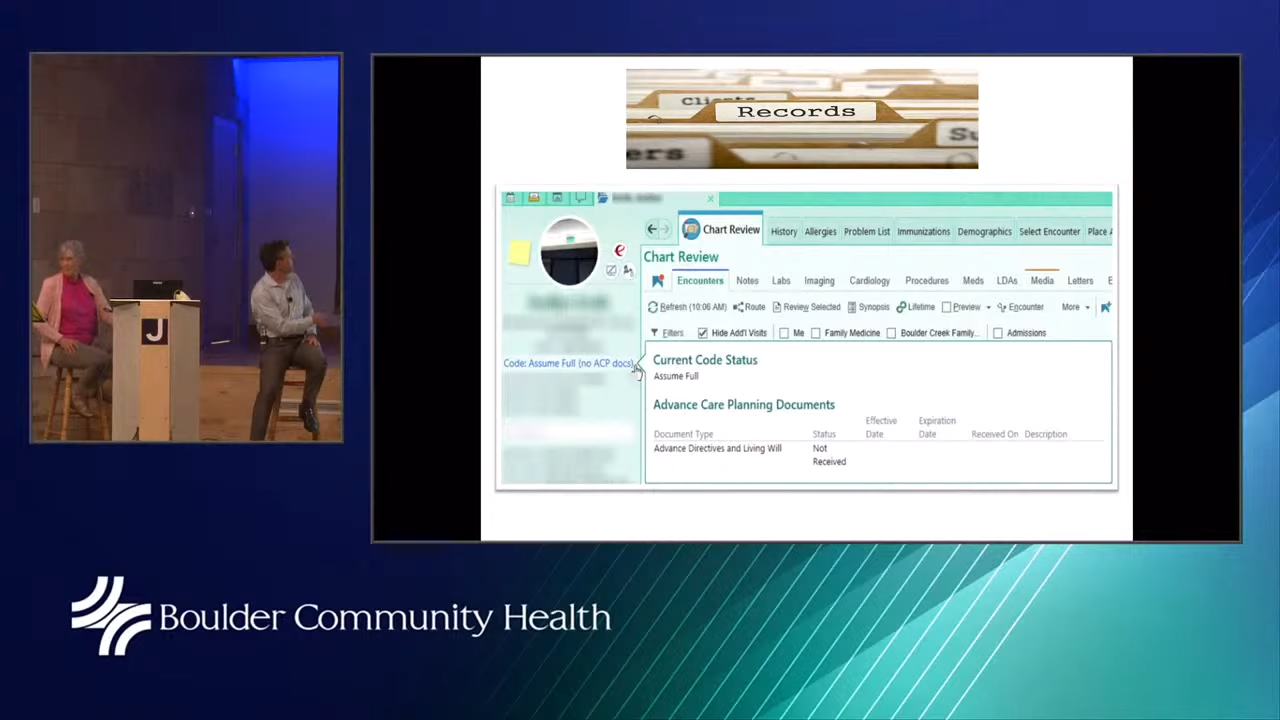 Clients
Records
ers
Su
Chart Review
History
Allergies
Problem List
Immunizations
Demographics
Select Encounter
Place
Chart Review
Encounters
Notes
Labs
Imaging
Cardiology
Procedures
Meds
LDAs
Media
Letters
E
Refresh (10:06 AM)
Route
Review Selected
Synopsis
Lifetime
Preview
Encounter
More
Filters
Hide Add'l Visits
Me
Family Medicine
Boulder Creek Family...
Admissions
Code: Assume Full (no ACP docs)
Current Code Status
Assume Full
Advance Care Planning Documents
Document Type
Status
Effective
Date
Expiration
Date
Received On
Description
Advance Directives and Living Will
Not
Received
J
Boulder Community Health